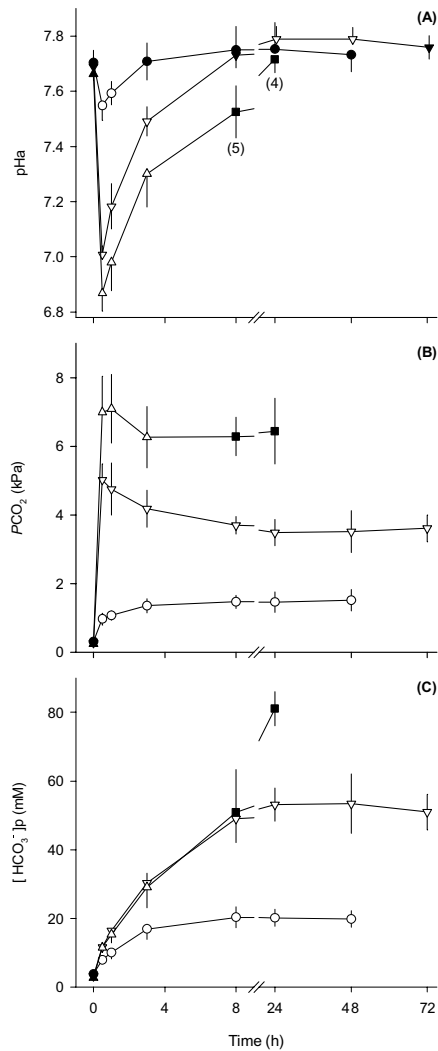 (A)
7.8
7.6
7.4
7.2
7.0
6.8
pHa
(4)
(5)
(B)
8
6
4
2
0
PCO₂ (kPa)
(C)
80
60
40
20
0
[HCO₃⁻]p (mM)
0 4 8 24 48 72
Time (h)